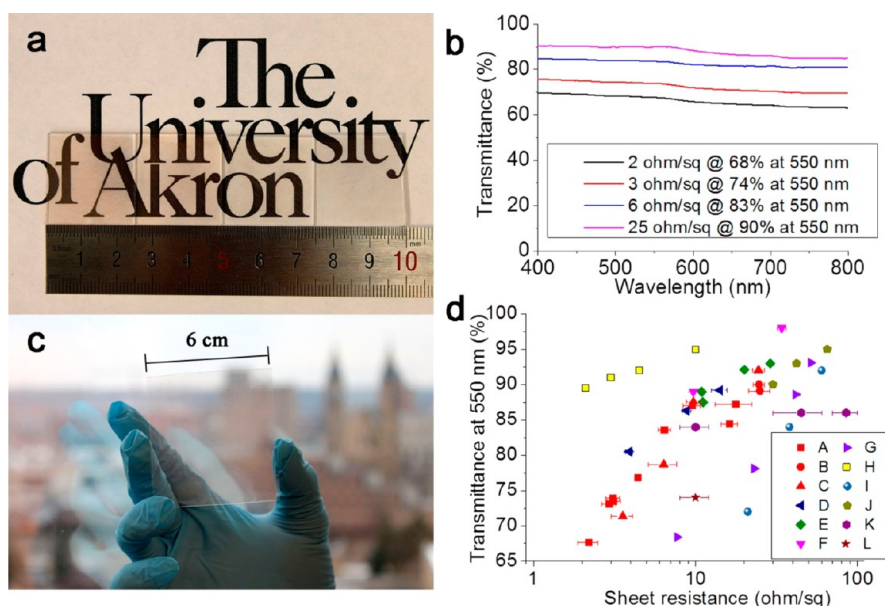 a
The
University
of Akron
1 2 3 4 5 6 7 8 9 10
mm
b
Transmittance (%)
100
80
60
40
20
0
2 ohm/sq @ 68% at 550 nm
3 ohm/sq @ 74% at 550 nm
6 ohm/sq @ 83% at 550 nm
25 ohm/sq @ 90% at 550 nm
400 500 600 700 800
Wavelength (nm)
c
6 cm
d
Transmittance at 550 nm (%)
100
95
90
85
80
75
70
65
A G
B H
C I
D J
E K
F L
1 10 100
Sheet resistance (ohm/sq)